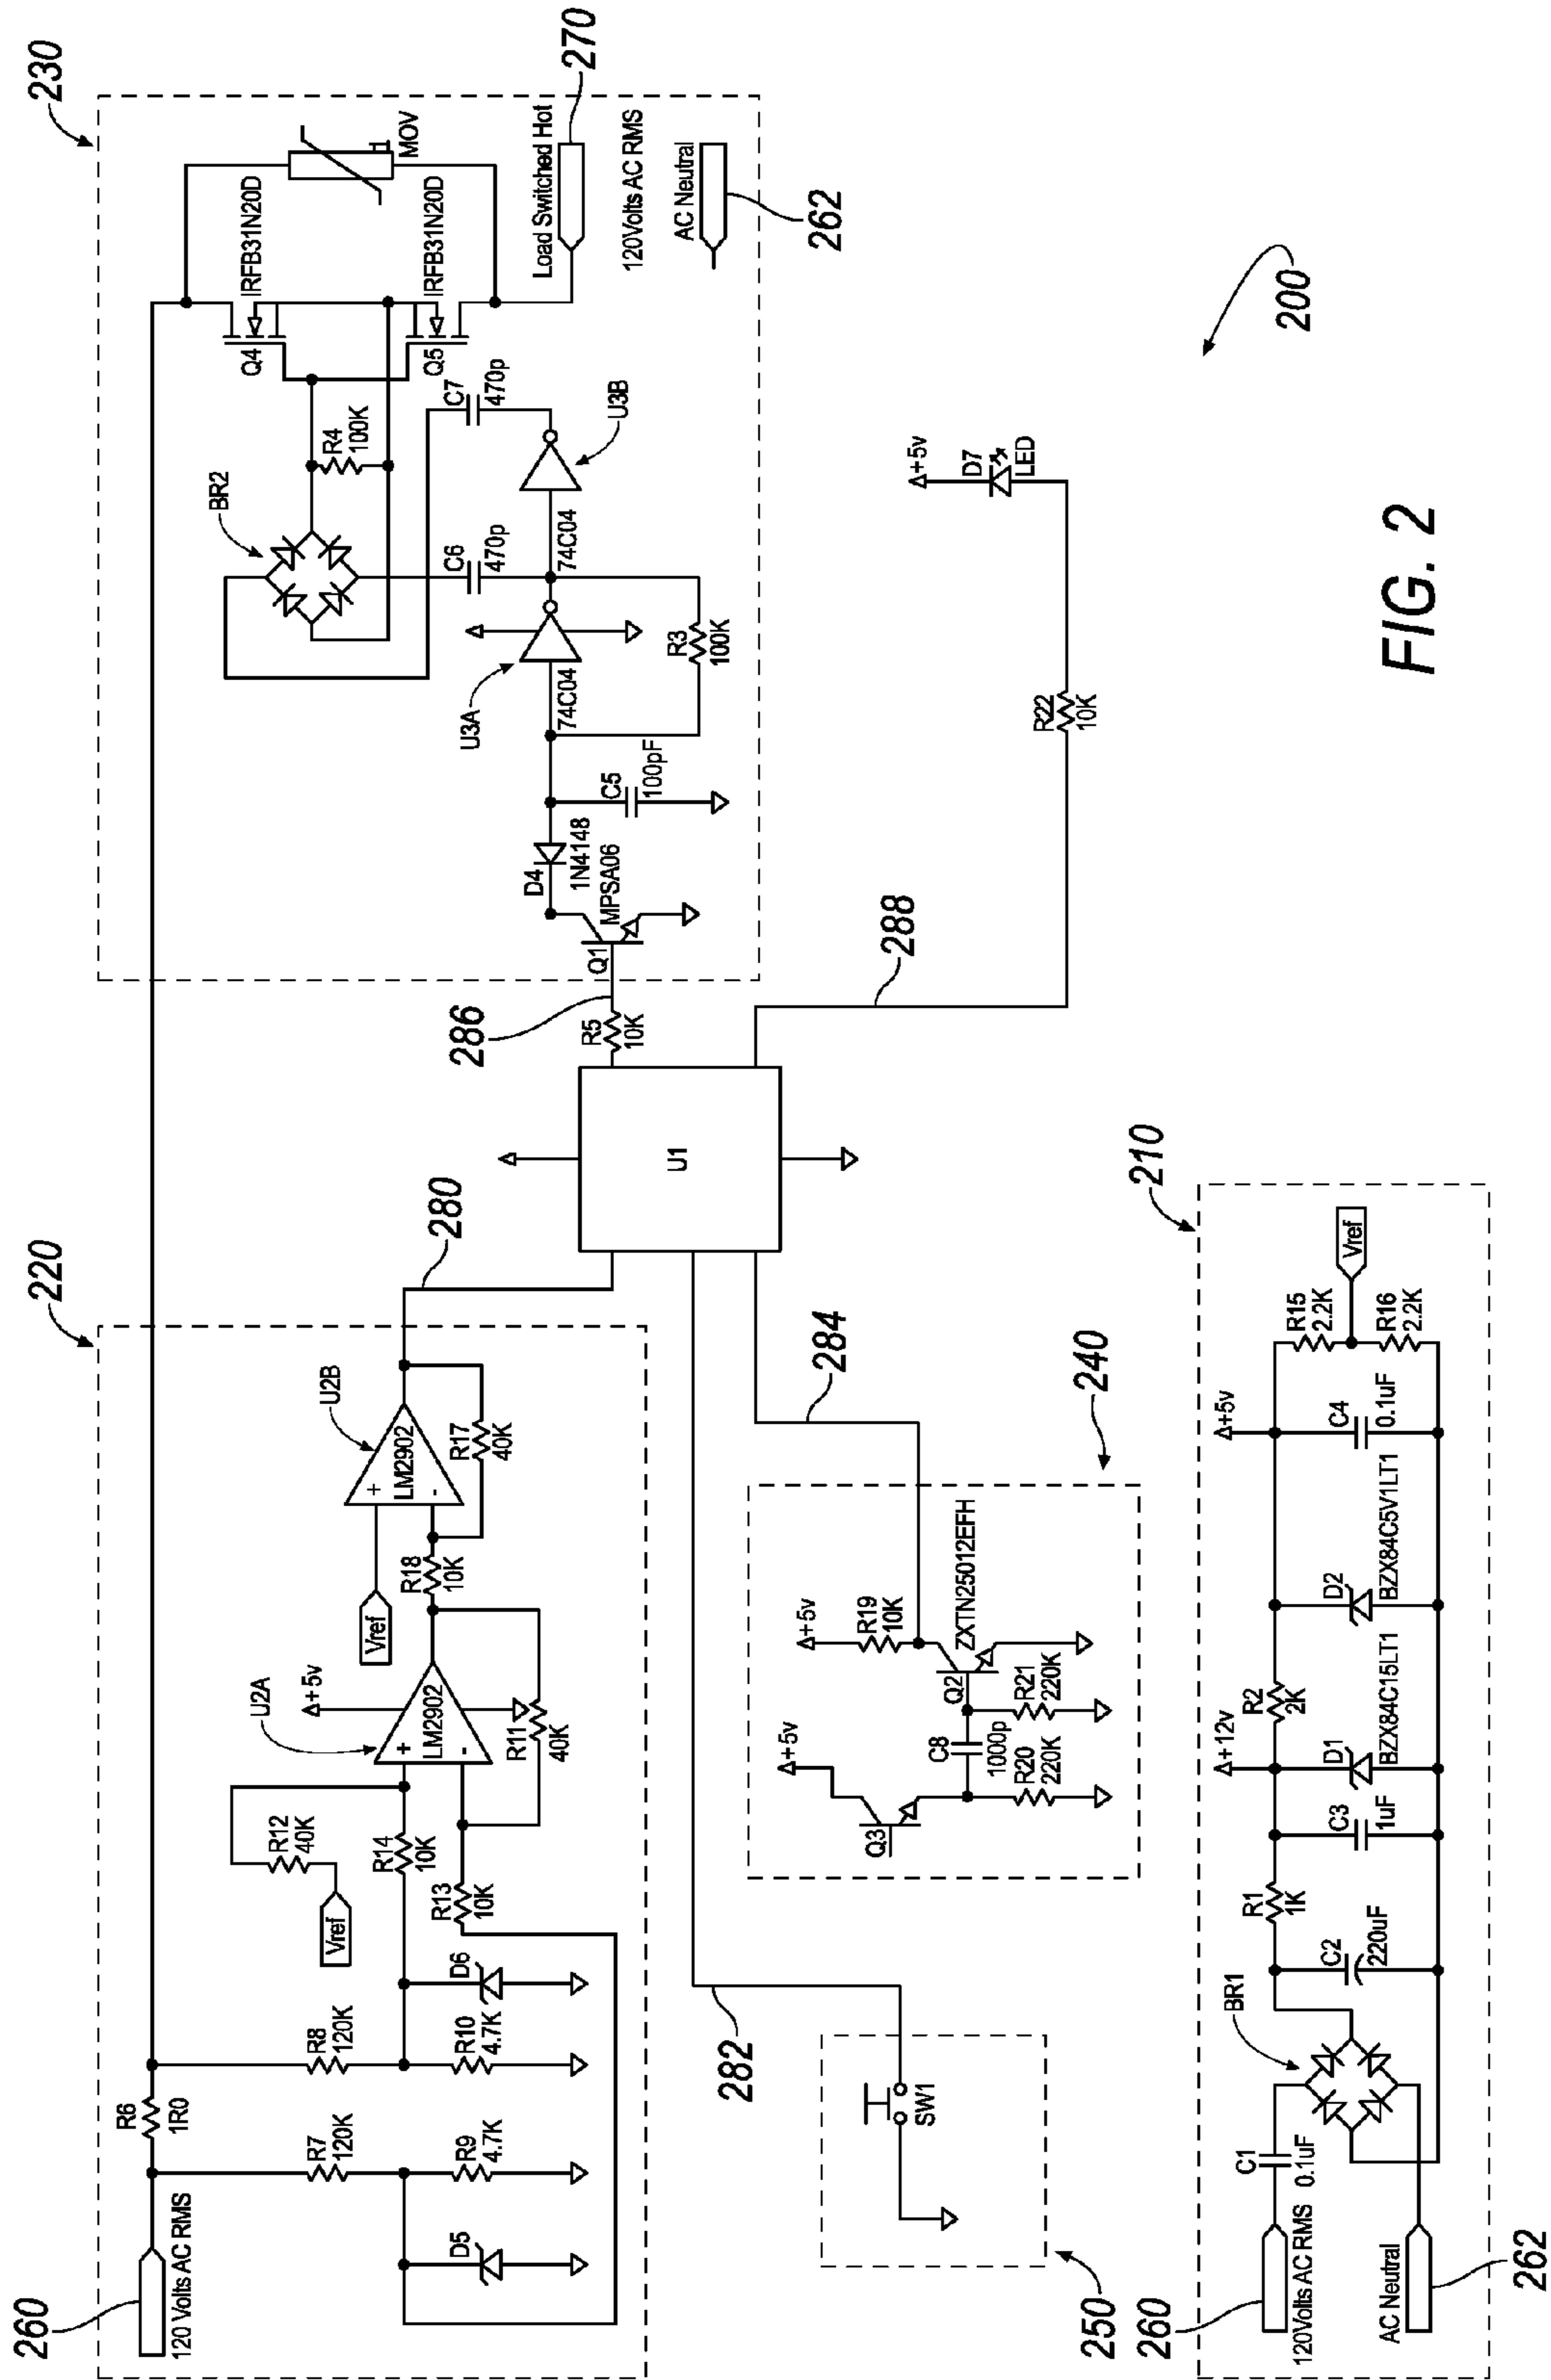 220
230
260
120 Volts AC RMS
R6
1R0
R7
120K
R9
4.7K
D5
R8
120K
R10
4.7K
D6
Vref
R12
40K
R14
10K
R13
10K
U2A
+5v
+
LM2902
-
R11
40K
Vref
R18
10K
U2B
+
LM2902
-
R17
40K
280
U1
286
R5
10K
Q1
MPSA06
D4
1N4148
C5
100pF
U3A
74C04
R3
100K
C6
470p
74C04
U3B
C7
470p
BR2
R4
100K
Q4
IRFB31N20D
Q5
IRFB31N20D
MOV
Load Switched Hot
270
120Volts AC RMS
AC Neutral
262
288
R22
10K
+5v
D7
LED
200
282
SW1
250
284
240
+5v
Q3
C8
1000p
R20
220K
+5v
R19
10K
Q2
ZXTN25012EFH
R21
220K
210
260
120Volts AC RMS
C1
0.1uF
AC Neutral
262
BR1
C2
220uF
R1
1K
C3
1uF
+12v
D1
BZX84C15LT1
R2
2K
D2
BZX84C5V1LT1
+5v
C4
0.1uF
R15
2.2K
R16
2.2K
Vref
FIG. 2